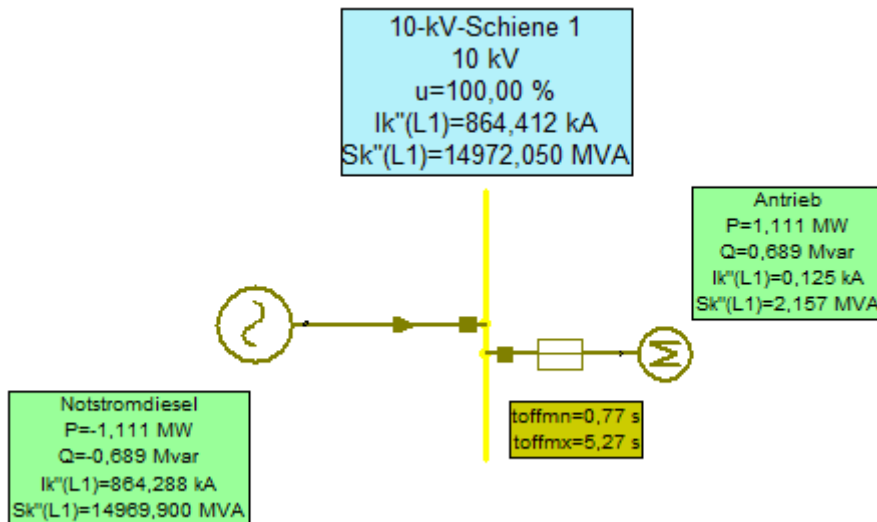 10-kV-Schiene 1
10 kV
u=100,00 %
Ik"(L1)=864,412 kA
Sk"(L1)=14972,050 MVA
Antrieb
P=1,111 MW
Q=0,689 Mvar
Ik"(L1)=0,125 kA
Sk"(L1)=2,157 MVA
M
toffmn=0,77 s
toffmx=5,27 s
Notstromdiesel
P=-1,111 MW
Q=-0,689 Mvar
Ik"(L1)=864,288 kA
Sk"(L1)=14969,900 MVA